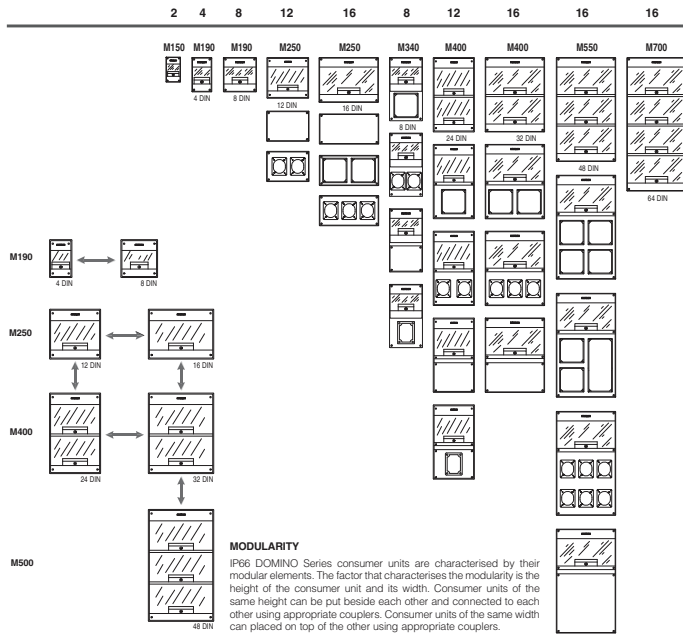 2 4 8 12 16 8 12 16 16 16
M150 M190 M190 M250 M250 M340 M400 M400 M550 M700
4 DIN 8 DIN 12 DIN 16 DIN 8 DIN 24 DIN 32 DIN 48 DIN 64 DIN
M190
4 DIN 8 DIN
M250
12 DIN 16 DIN
M400
24 DIN 32 DIN
M500
48 DIN
MODULARITY
IP66 DOMINO Series consumer units are characterised by their
modular elements. The factor that characterises the modularity is the
height of the consumer unit and its width. Consumer units of the
same height can be put beside each other and connected to each
other using appropriate couplers. Consumer units of the same width
can placed on top of the other using appropriate couplers.